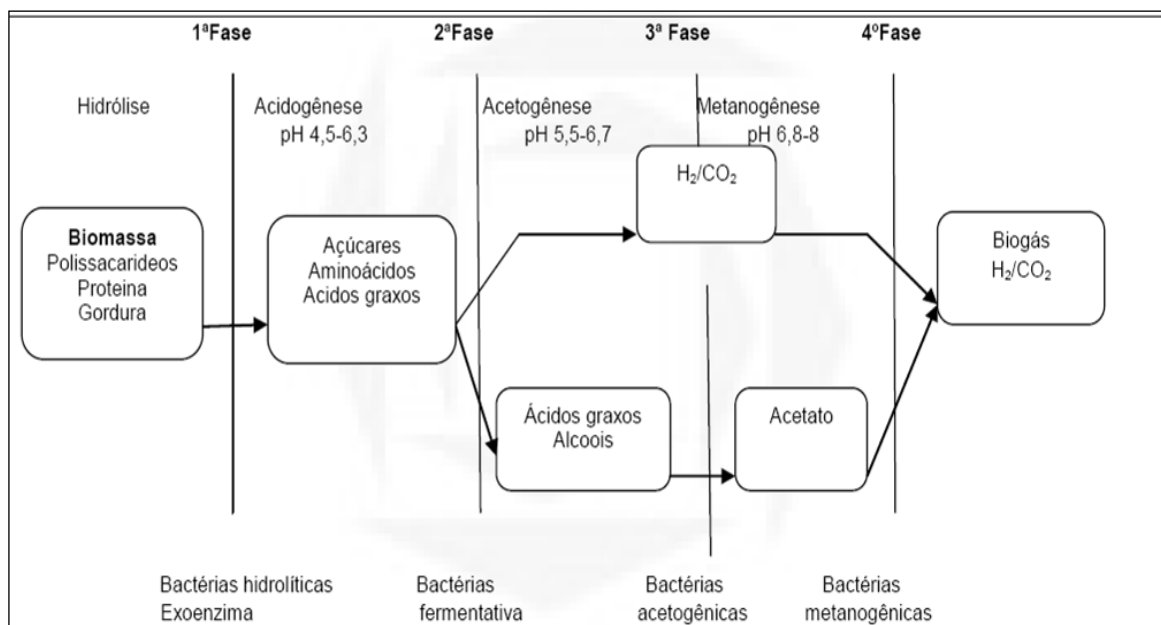 1ªFase
2ªFase
3ª Fase
4ºFase
Hidrólise
Acidogênese
pH 4,5-6,3
Acetogênese
pH 5,5-6,7
Metanogênese
pH 6,8-8
Biomassa
Polissacarideos
Proteina
Gordura
Açúcares
Aminoácidos
Acidos graxos
H₂/CO₂
Ácidos graxos
Alcoois
Acetato
Biogás
H₂/CO₂
Bactérias hidrolíticas
Exoenzima
Bactérias
fermentativa
Bactérias
acetogênicas
Bactérias
metanogênicas